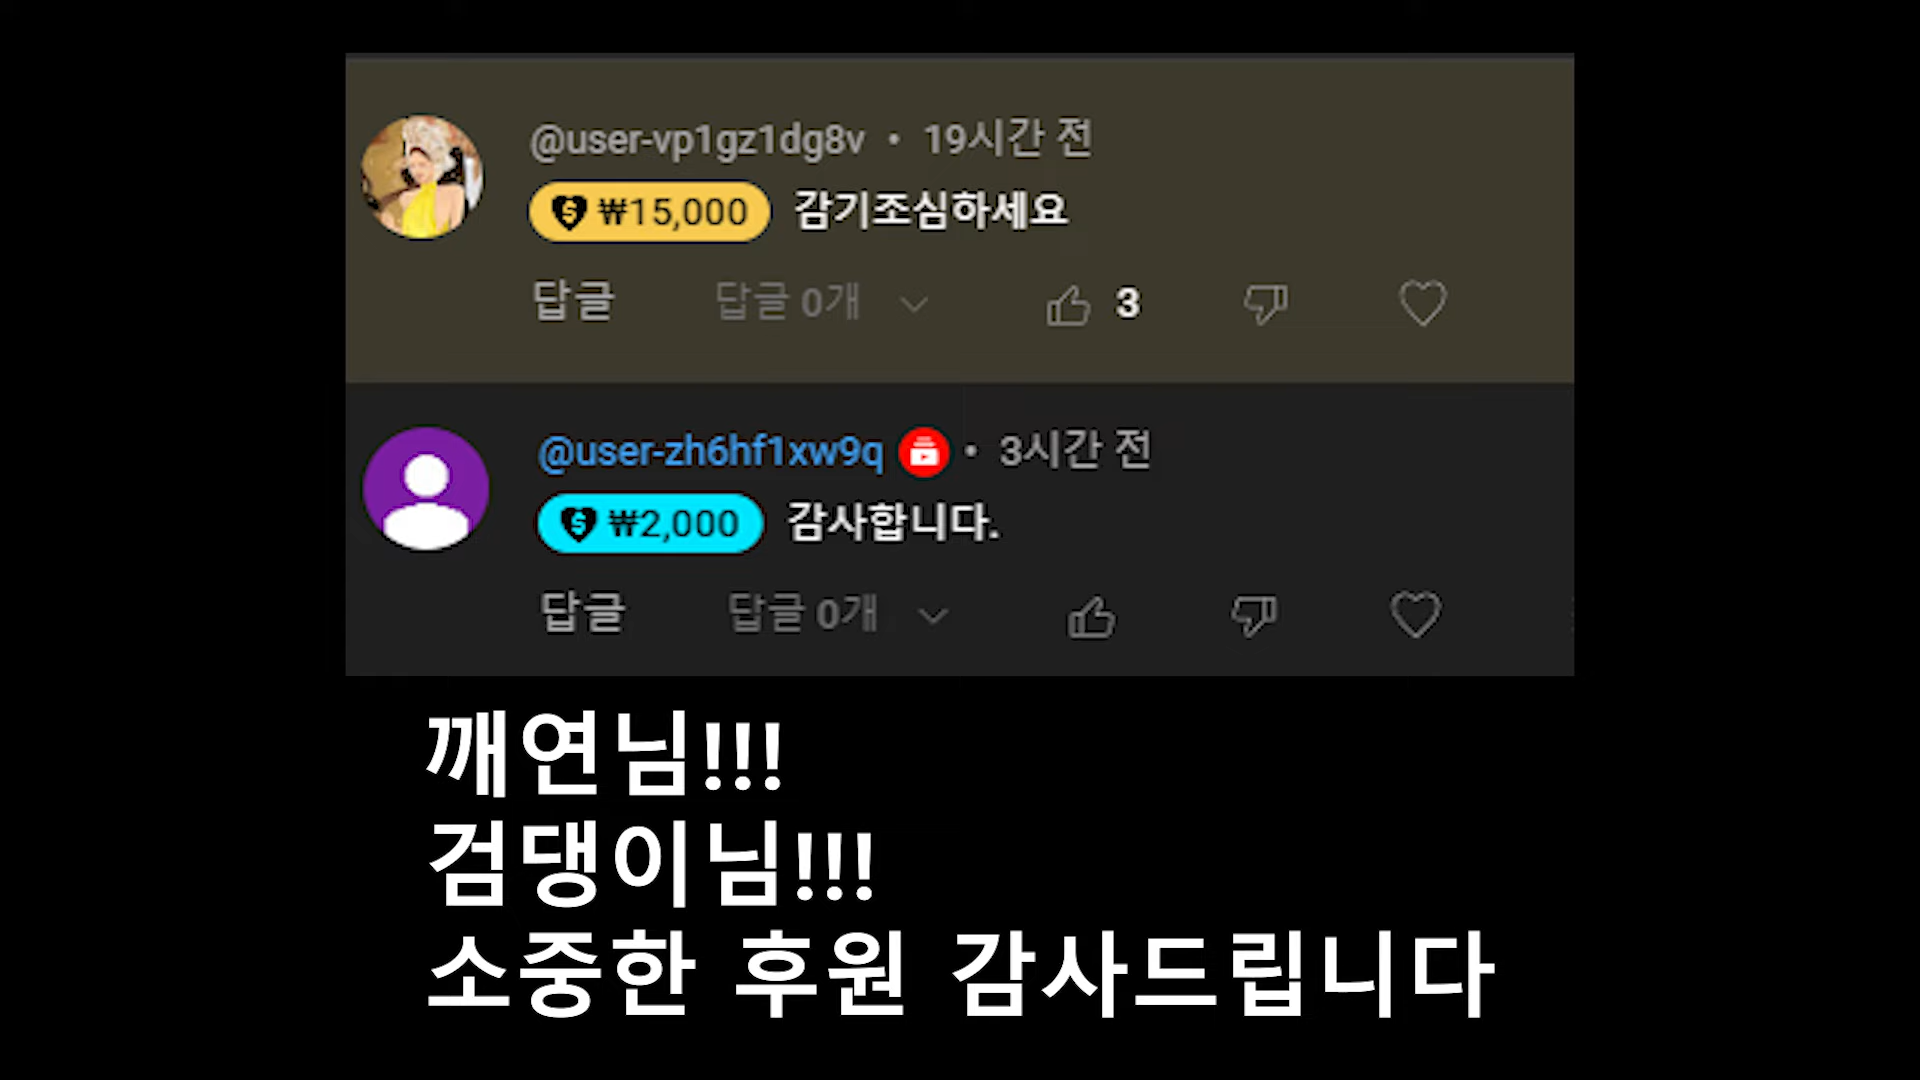 @user-vp1gz1dg8v • 19시간 전
₩15,000 감기조심하세요
답글 답글 0개 3
@user-zh6hf1xw9q • 3시간 전
₩2,000 감사합니다.
답글 답글 0개
깨연님!!!
검댕이님!!!
소중한 후원 감사드립니다